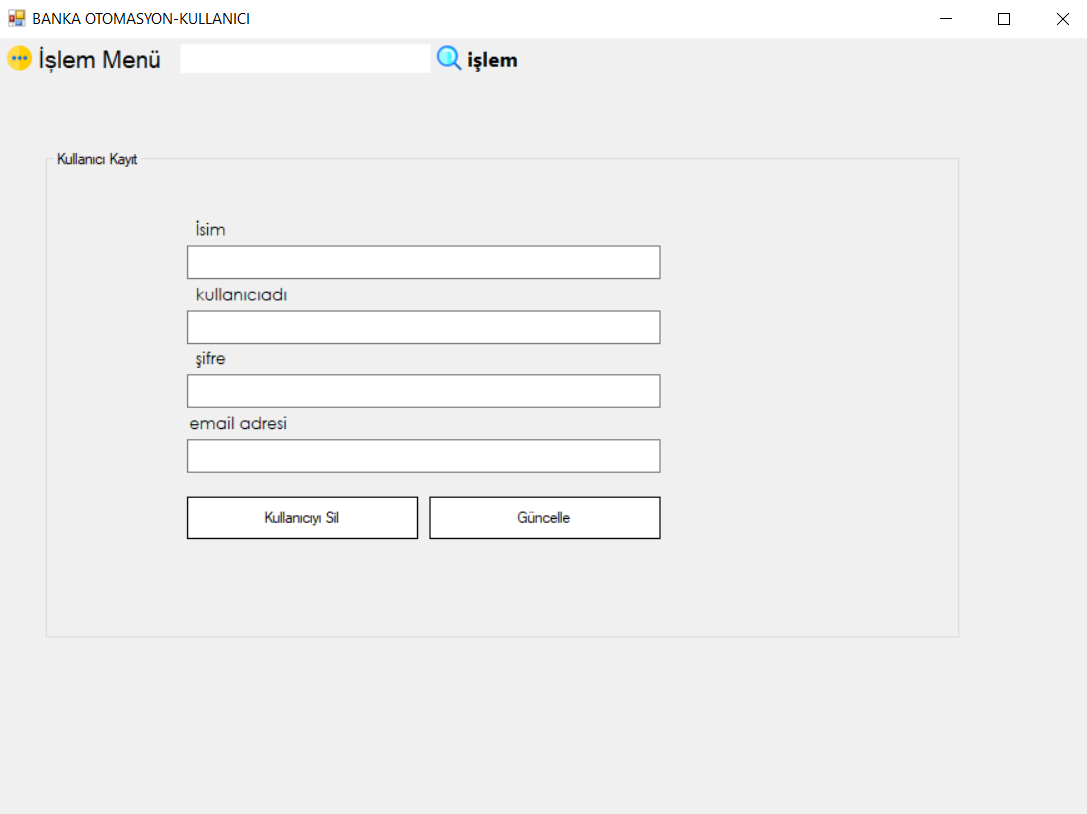 BANKA OTOMASYON-KULLANICI
İşlem Menü işlem
Kullanıcı Kayıt
İsim
kullanıcıadı
şifre
email adresi
Kullanıcıyı Sil Güncelle